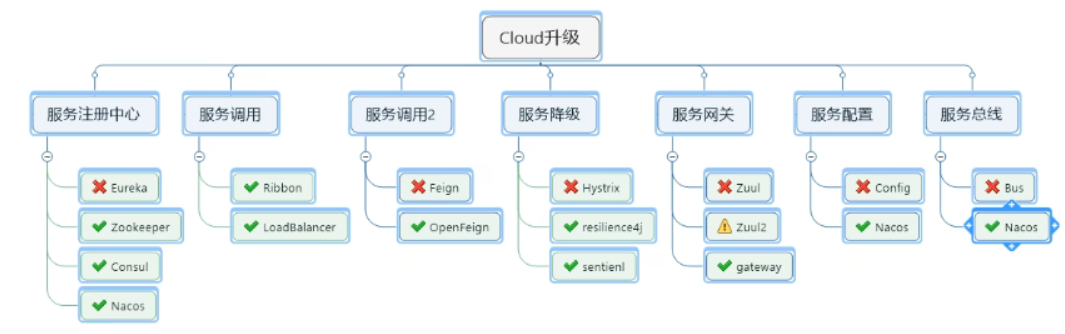 Cloud升级
服务注册中心
服务调用
服务调用2
服务降级
服务网关
服务配置
服务总线
Eureka
Ribbon
Feign
Hystrix
Zuul
Config
Bus
Zookeeper
LoadBalancer
OpenFeign
resilience4j
Zuul2
Nacos
Nacos
Consul
sentienl
gateway
Nacos